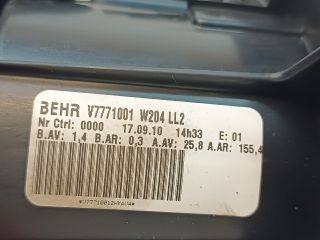 BEHR V7771001 W204 LL2
Nr Ctrl: 0000 17.09.10 14h33 E: 01
B.AV: 1,4 B.AR: 0,3 A.AV: 25,8 A.AR: 155,4